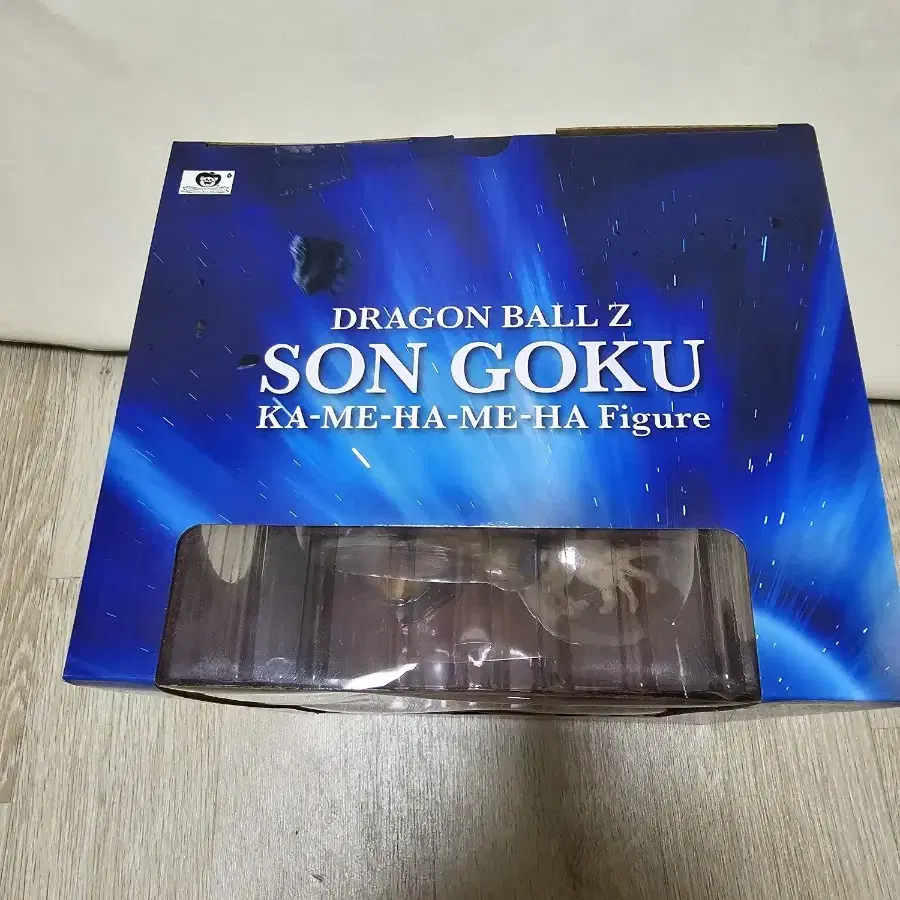 DRAGON BALL Z
SON GOKU
KA-ME-HA-ME-HA Figure